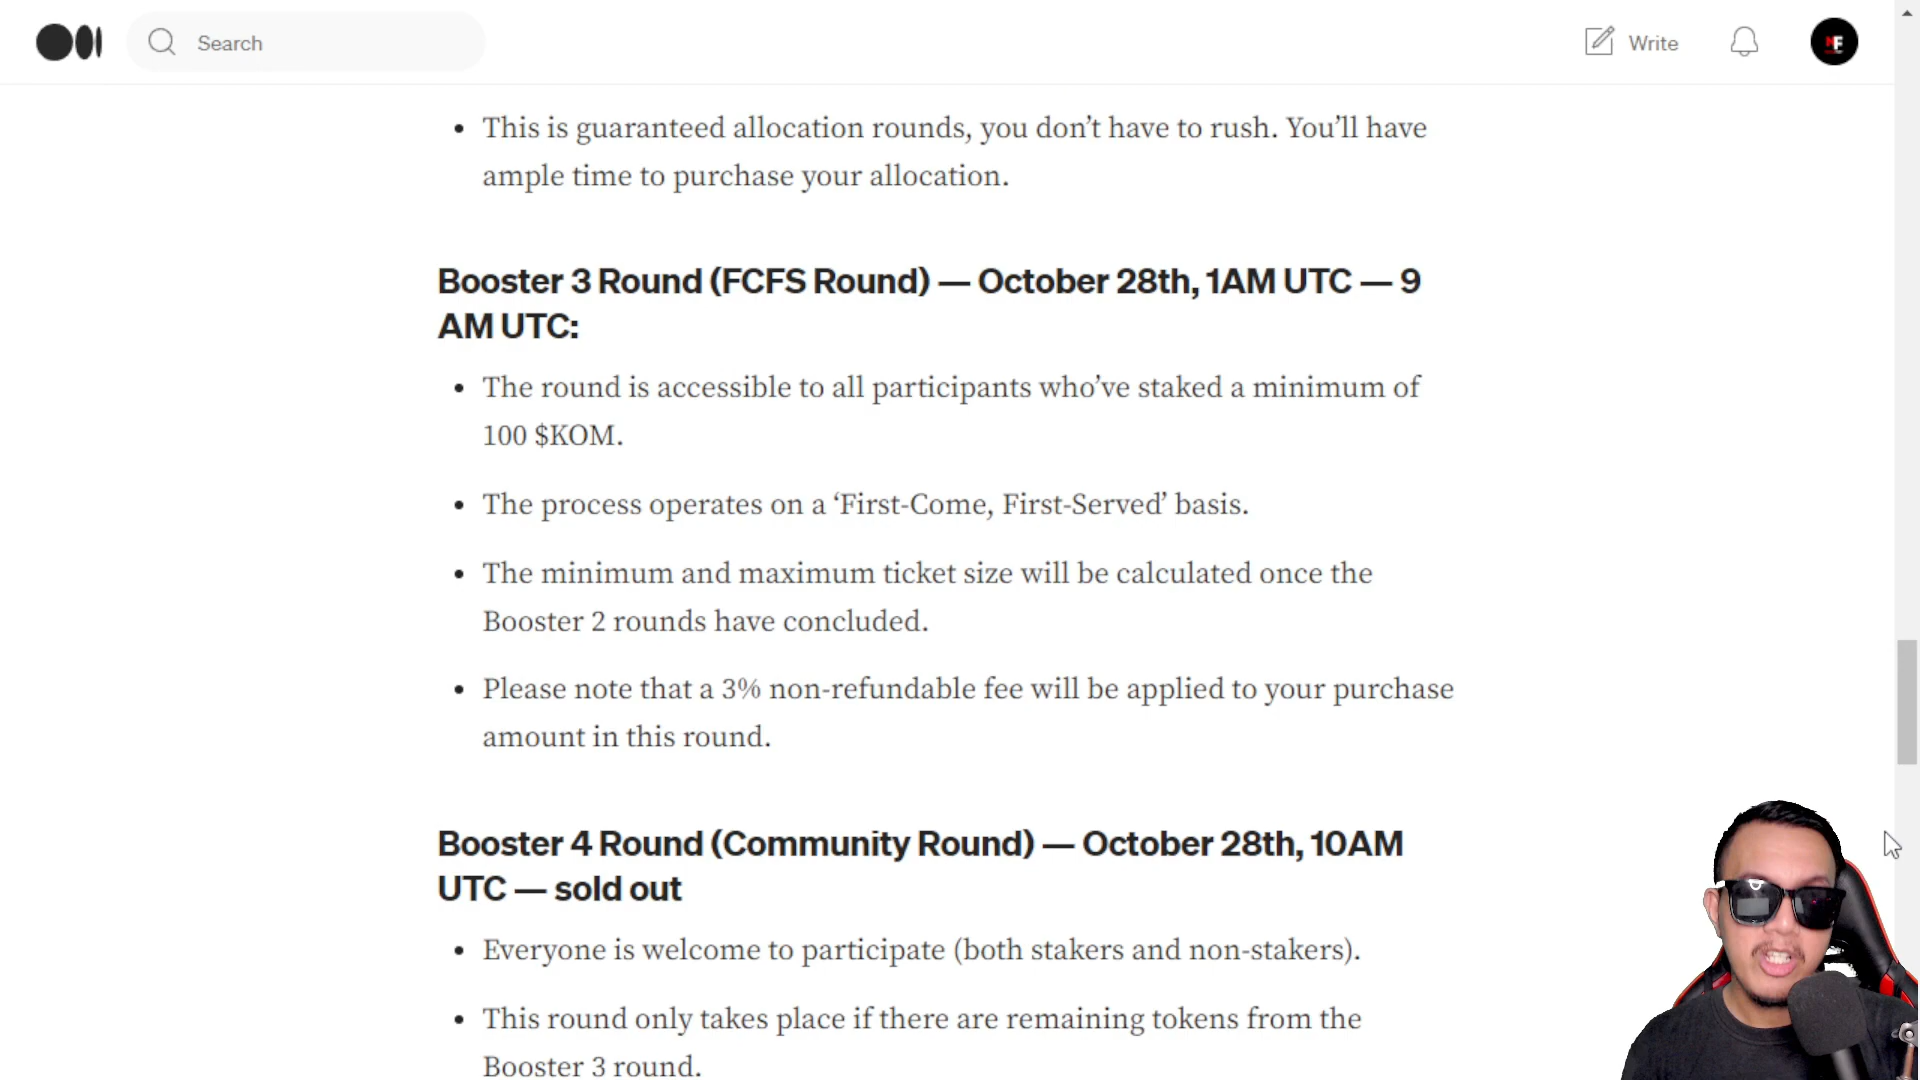 Search
Write
This is guaranteed allocation rounds, you don’t have to rush. You’ll have
ample time to purchase your allocation.
Booster 3 Round (FCFS Round) — October 28th, 1AM UTC — 9
AM UTC:
The round is accessible to all participants who’ve staked a minimum of
100 $KOM.
The process operates on a ‘First-Come, First-Served’ basis.
The minimum and maximum ticket size will be calculated once the
Booster 2 rounds have concluded.
Please note that a 3% non-refundable fee will be applied to your purchase
amount in this round.
Booster 4 Round (Community Round) — October 28th, 10AM
UTC — sold out
Everyone is welcome to participate (both stakers and non-stakers).
This round only takes place if there are remaining tokens from the
Booster 3 round.